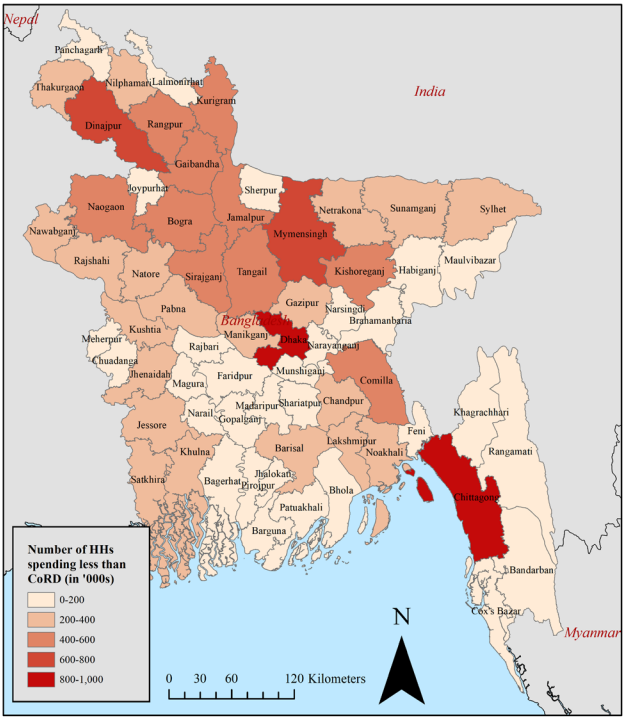 Nepal
Panchagarh
Thakurgaon
Nilphamari
Lalmonirhat
Kurigram
India
Dinajpur
Rangpur
Gaibandha
Joypurhat
Sherpur
Naogaon
Bogra
Jamalpur
Mymensingh
Netrakona
Sunamganj
Sylhet
Nawabganj
Rajshahi
Natore
Sirajganj
Tangail
Kishoreganj
Habiganj
Maulvibazar
Pabna
Gazipur
Narsingdi
Bangladesh
Brahamanbaria
Kushtia
Manikganj
Dhaka
Narayanganj
Meherpur
Chuadanga
Rajbari
Jhenaidah
Magura
Faridpur
Munshiganj
Comilla
Narail
Madaripur
Shariatpur
Chandpur
Gopalganj
Khagrachhari
Jessore
Feni
Khulna
Barisal
Lakshmipur
Noakhali
Rangamati
Satkhira
Bagerhat
Jhalokati
Pirojpur
Bhola
Chittagong
Patuakhali
Barguna
Bandarban
Cox's Bazar
Myanmar
Number of HHs
spending less than
CoRD (in '000s)
0-200
200-400
400-600
600-800
800-1,000
N
0 30 60 120 Kilometers